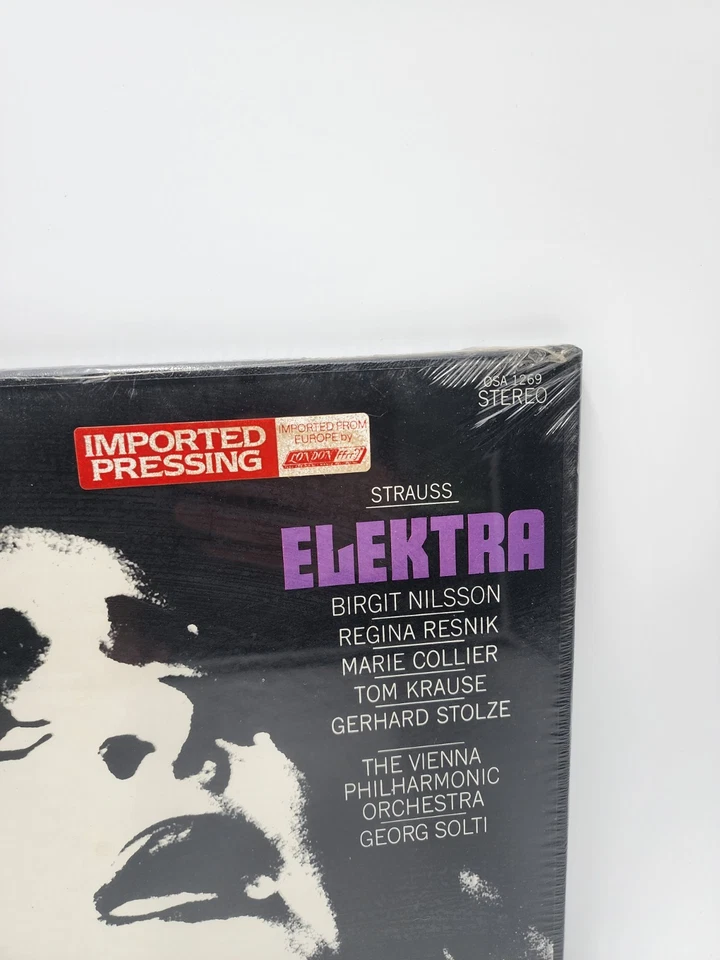 OSA 1269
STEREO
IMPORTED
PRESSING
IMPORTED FROM
EUROPE by
LONDON ffrr
STRAUSS
ELEKTRA
BIRGIT NILSSON
REGINA RESNIK
MARIE COLLIER
TOM KRAUSE
GERHARD STOLZE
THE VIENNA
PHILHARMONIC
ORCHESTRA
GEORG SOLTI